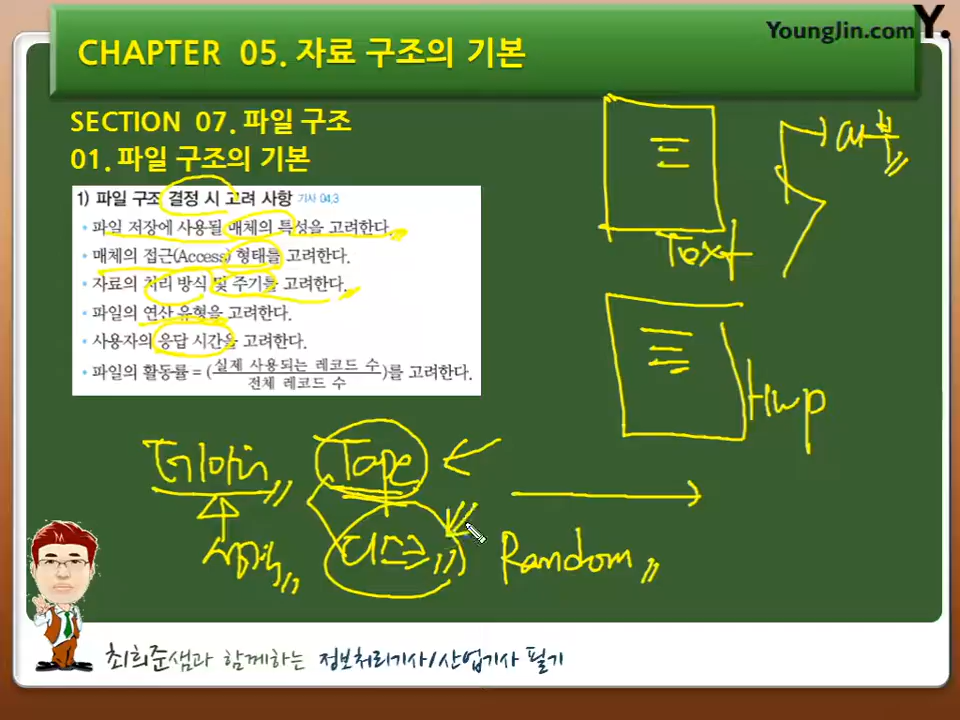 YoungJin.com Y.
CHAPTER 05. 자료 구조의 기본
SECTION 07. 파일 구조
01. 파일 구조의 기본
1) 파일 구조 결정 시 고려 사항 기사 04.3
• 파일 저장에 사용될 매체의 특성을 고려한다.
• 매체의 접근(Access) 형태를 고려한다.
• 자료의 처리 방식 및 주기를 고려한다.
• 파일의 연산 유형을 고려한다.
• 사용자의 응답 시간을 고려한다.
• 파일의 활동률 = (실제 사용되는 레코드 수 / 전체 레코드 수)를 고려한다.
Text
Hwp
Tape
디스크
Random
최희준샘과 함께하는 정보처리기사/산업기사 필기